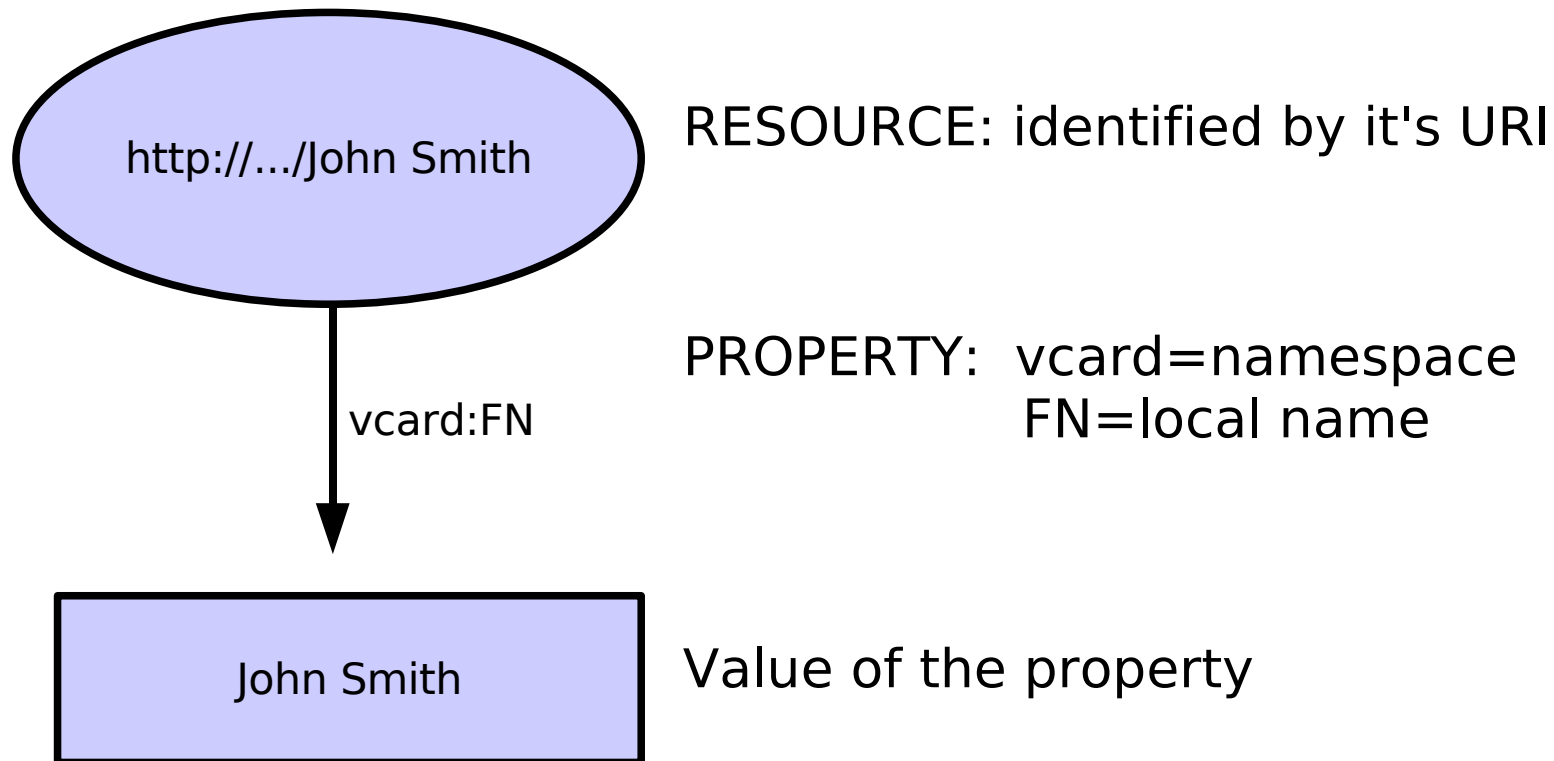 http://.../John Smith
RESOURCE: identified by it's URI
PROPERTY: vcard=namespace
FN=local name
vcard:FN
John Smith
Value of the property